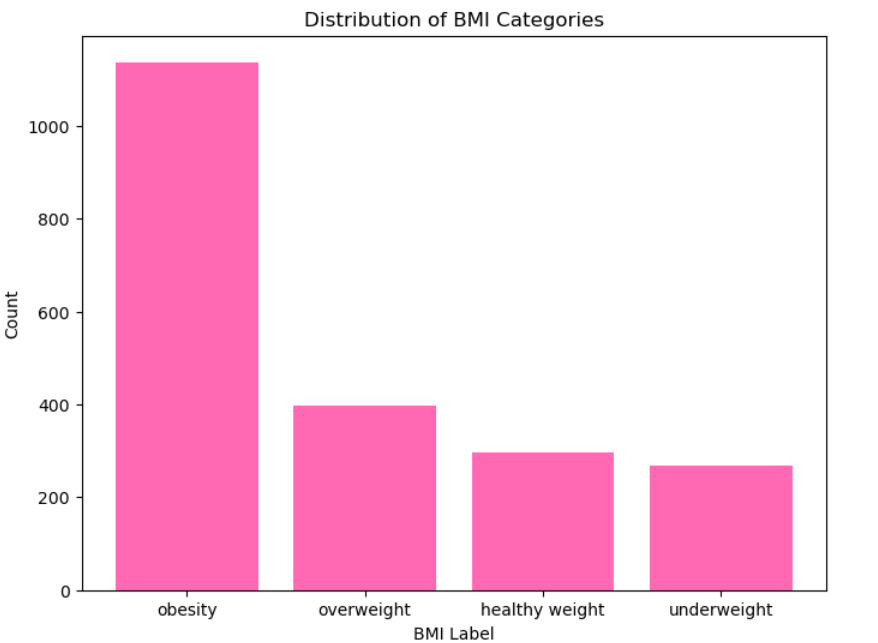 Distribution of BMI Categories
Count
1000
800
600
400
200
0
obesity overweight healthy weight underweight
BMI Label